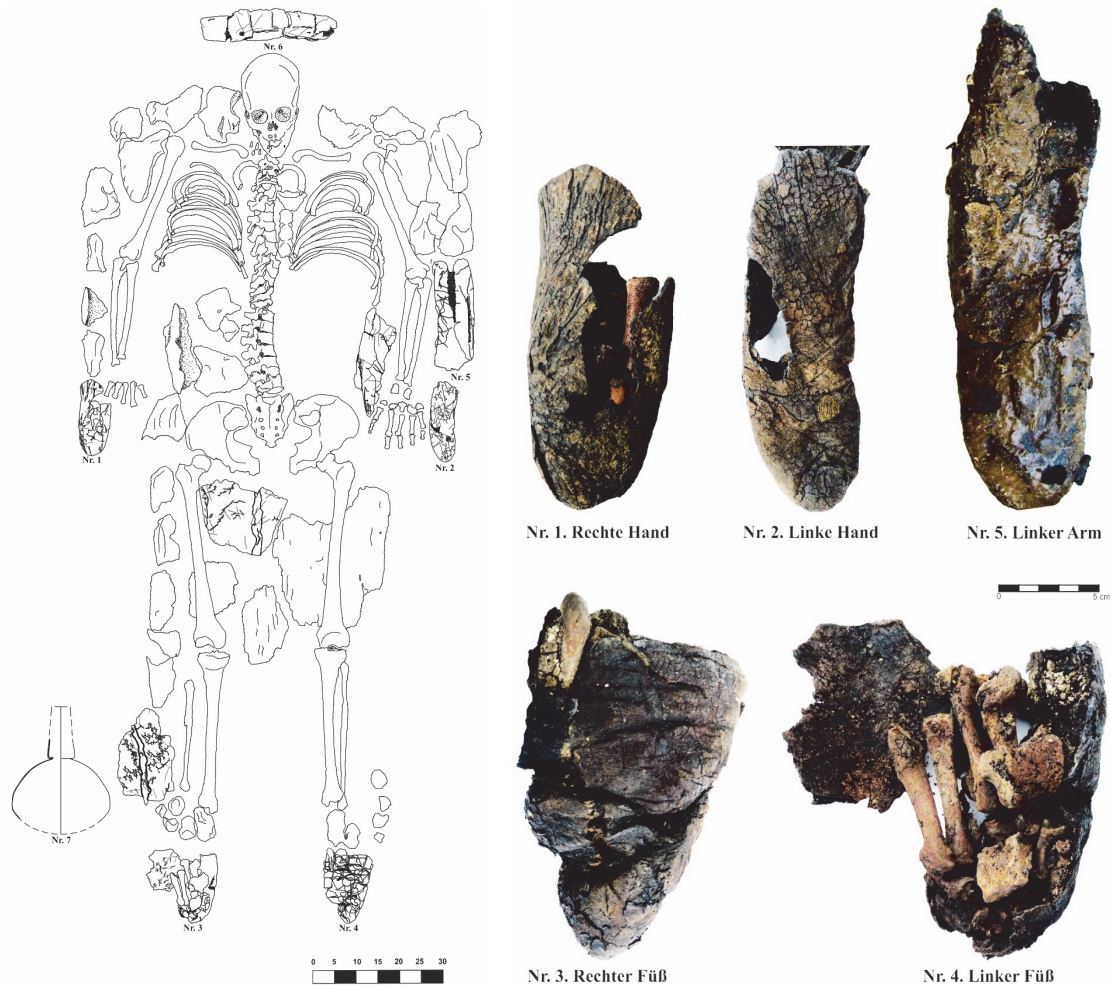 Nr. 6
Nr. 5
Nr. 1
Nr. 2
Nr. 7
Nr. 3
Nr. 4
0 5 10 15 20 25 30
Nr. 1. Rechte Hand
Nr. 2. Linke Hand
Nr. 5. Linker Arm
0 5 cm
Nr. 3. Rechter Füß
Nr. 4. Linker Füß